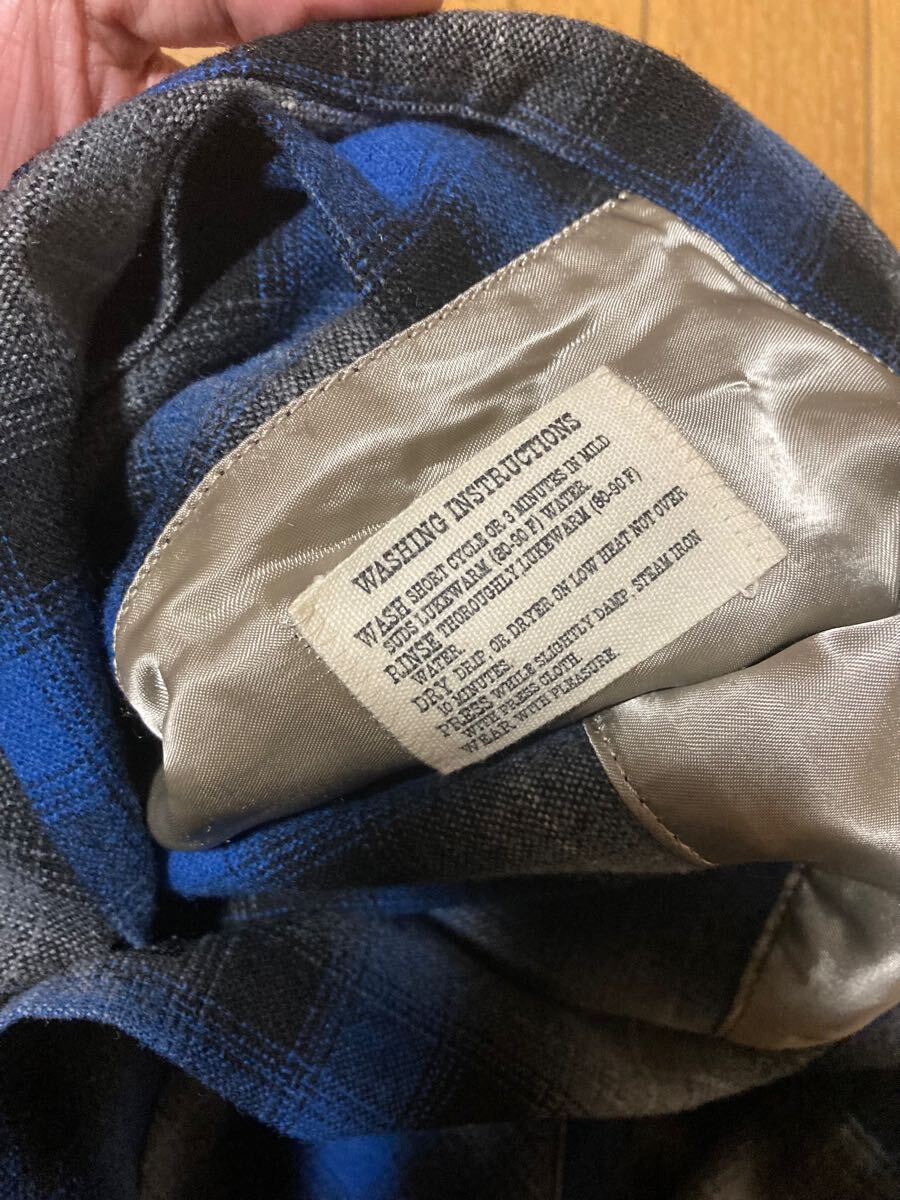 WASHING INSTRUCTIONS
WASH SHORT CYCLE OR 3 MINUTES IN MILD
SUDS LUKEWARM (80-90 F) WATER
RINSE THOROUGHLY LUKEWARM (80-90 F)
WATER
DRY, DRIP, OR DRYER ON LOW HEAT NOT OVER
10 MINUTES.
PRESS WHILE SLIGHTLY DAMP. STEAM IRON
WITH PRESS CLOTH
WEAR WITH PLEASURE.